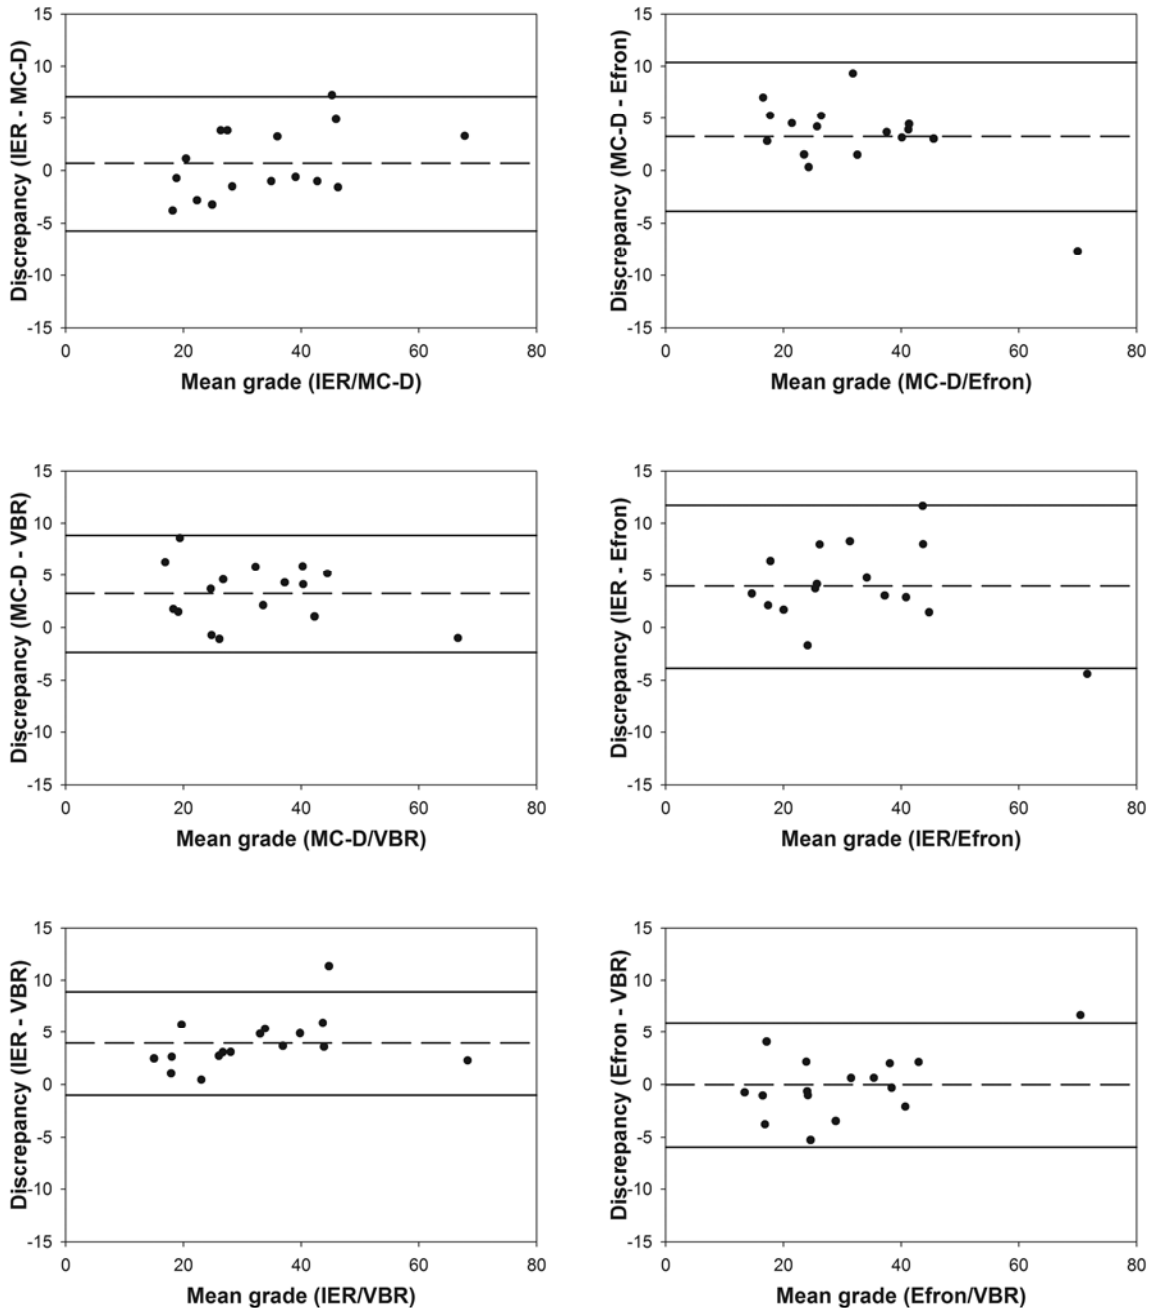 Discrepancy (IER - MC-D)
15
10
5
0
-5
-10
-15
0 20 40 60 80
Mean grade (IER/MC-D)
Discrepancy (MC-D - Efron)
15
10
5
0
-5
-10
-15
0 20 40 60 80
Mean grade (MC-D/Efron)
Discrepancy (MC-D - VBR)
15
10
5
0
-5
-10
-15
0 20 40 60 80
Mean grade (MC-D/VBR)
Discrepancy (IER - Efron)
15
10
5
0
-5
-10
-15
0 20 40 60 80
Mean grade (IER/Efron)
Discrepancy (IER - VBR)
15
10
5
0
-5
-10
-15
0 20 40 60 80
Mean grade (IER/VBR)
Discrepancy (Efron - VBR)
15
10
5
0
-5
-10
-15
0 20 40 60 80
Mean grade (Efron/VBR)